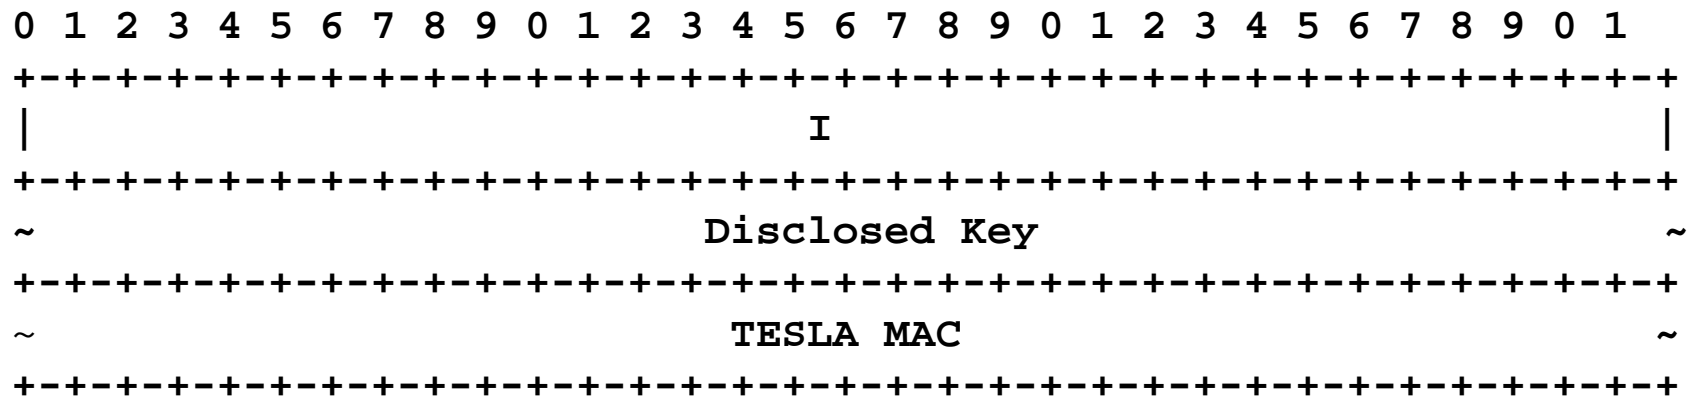 0 1 2 3 4 5 6 7 8 9 0 1 2 3 4 5 6 7 8 9 0 1 2 3 4 5 6 7 8 9 0 1
+-+-+-+-+-+-+-+-+-+-+-+-+-+-+-+-+-+-+-+-+-+-+-+-+-+-+-+-+-+-+-+-+
| I |
+-+-+-+-+-+-+-+-+-+-+-+-+-+-+-+-+-+-+-+-+-+-+-+-+-+-+-+-+-+-+-+-+
~ Disclosed Key ~
+-+-+-+-+-+-+-+-+-+-+-+-+-+-+-+-+-+-+-+-+-+-+-+-+-+-+-+-+-+-+-+-+
~ TESLA MAC ~
+-+-+-+-+-+-+-+-+-+-+-+-+-+-+-+-+-+-+-+-+-+-+-+-+-+-+-+-+-+-+-+-+